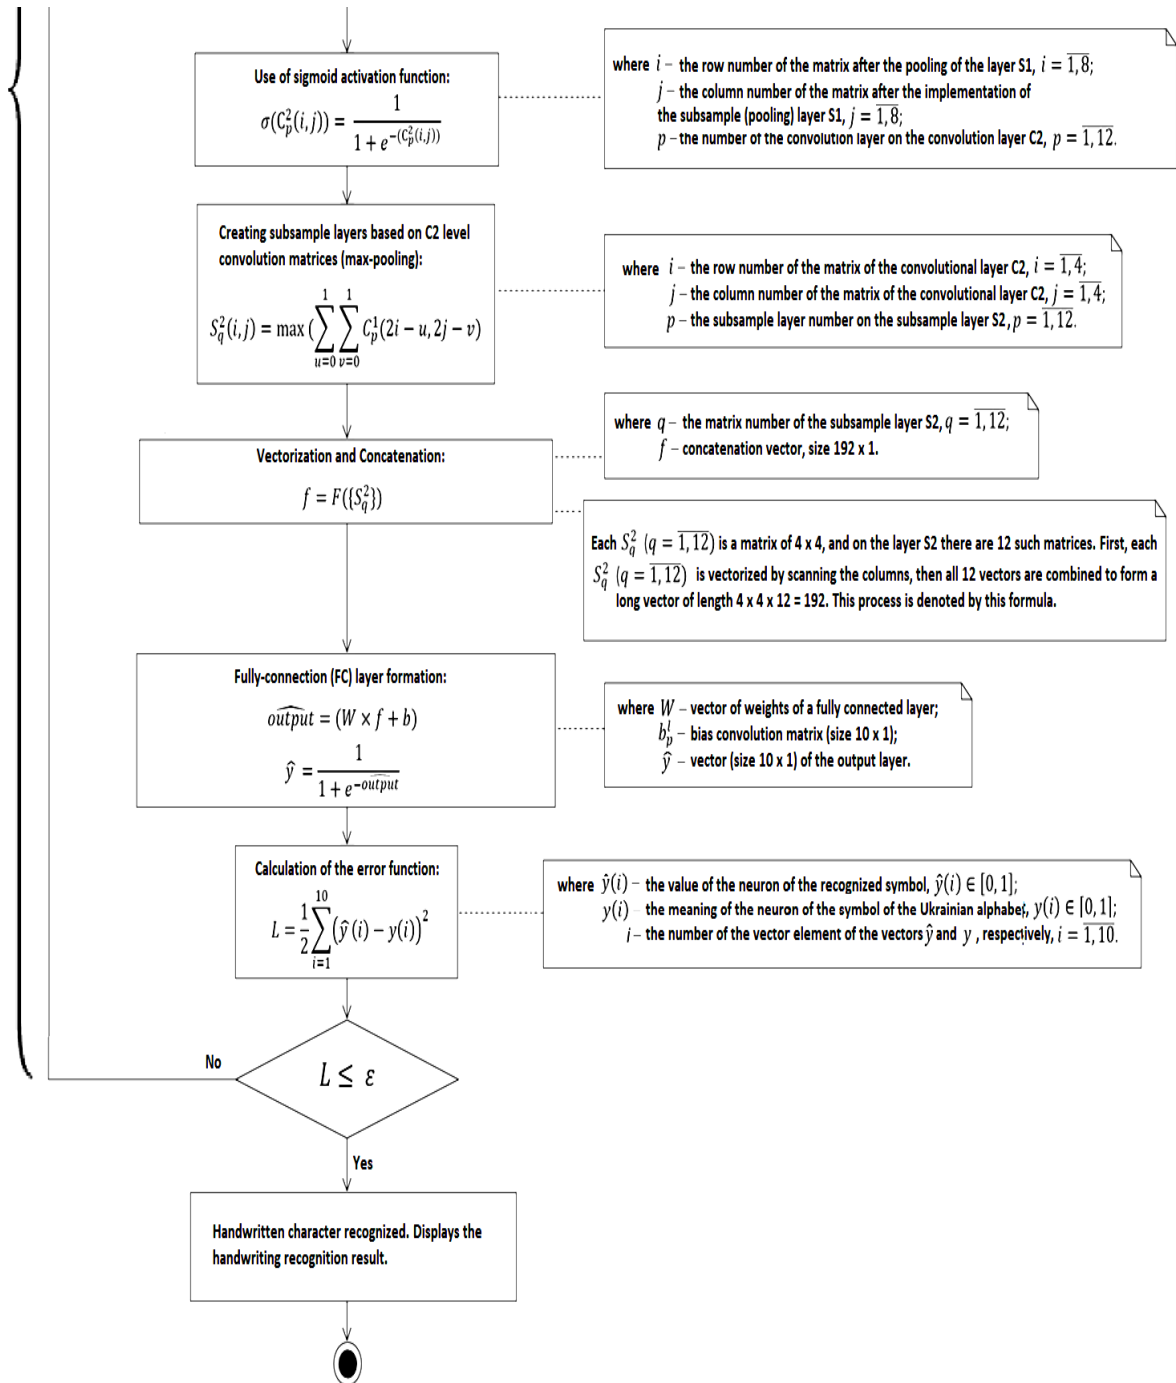 Use of sigmoid activation function:
σ(C_p^2(i,j)) = 1 / (1 + e^{-(C_p^2(i,j))})
where i – the row number of the matrix after the pooling of the layer S1, i = \overline{1,8};
j – the column number of the matrix after the implementation of
the subsample (pooling) layer S1, j = \overline{1,8};
p – the number of the convolution layer on the convolution layer C2, p = \overline{1,12}.
Creating subsample layers based on C2 level
convolution matrices (max-pooling):
S_q^2(i,j) = max (∑_{u=0}^{1} ∑_{v=0}^{1} C_p^1(2i − u, 2j − v)
where i – the row number of the matrix of the convolutional layer C2, i = \overline{1,4};
j – the column number of the matrix of the convolutional layer C2, j = \overline{1,4};
p – the subsample layer number on the subsample layer S2, p = \overline{1,12}.
Vectorization and Concatenation:
f = F({S_q^2})
where q – the matrix number of the subsample layer S2, q = \overline{1,12};
f – concatenation vector, size 192 x 1.
Each S_q^2 (q = \overline{1,12}) is a matrix of 4 x 4, and on the layer S2 there are 12 such matrices. First, each
S_q^2 (q = \overline{1,12}) is vectorized by scanning the columns, then all 12 vectors are combined to form a
long vector of length 4 x 4 x 12 = 192. This process is denoted by this formula.
Fully-connection (FC) layer formation:
\widehat{output} = (W × f + b)
ŷ = 1 / (1 + e^{-\widehat{output}})
where W – vector of weights of a fully connected layer;
b_p^l – bias convolution matrix (size 10 x 1);
ŷ – vector (size 10 x 1) of the output layer.
Calculation of the error function:
L = 1/2 ∑_{i=1}^{10} (ŷ(i) − y(i))^2
where ŷ(i) – the value of the neuron of the recognized symbol, ŷ(i) ∈ [0, 1];
y(i) – the meaning of the neuron of the symbol of the Ukrainian alphabet, y(i) ∈ [0, 1];
i – the number of the vector element of the vectors ŷ and y , respectively, i = \overline{1,10}.
No
L ≤ ε
Yes
Handwritten character recognized. Displays the
handwriting recognition result.